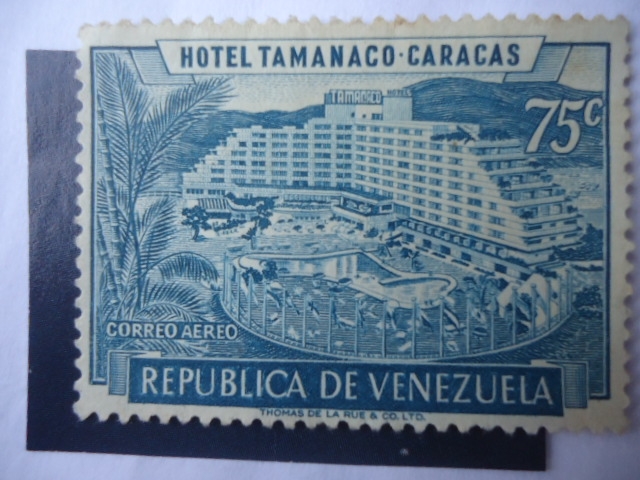 HOTEL TAMANACO·CARACAS
TAMANACO
75c
CORREO AEREO
REPUBLICA DE VENEZUELA
THOMAS DE LA RUE & CO. LTD.